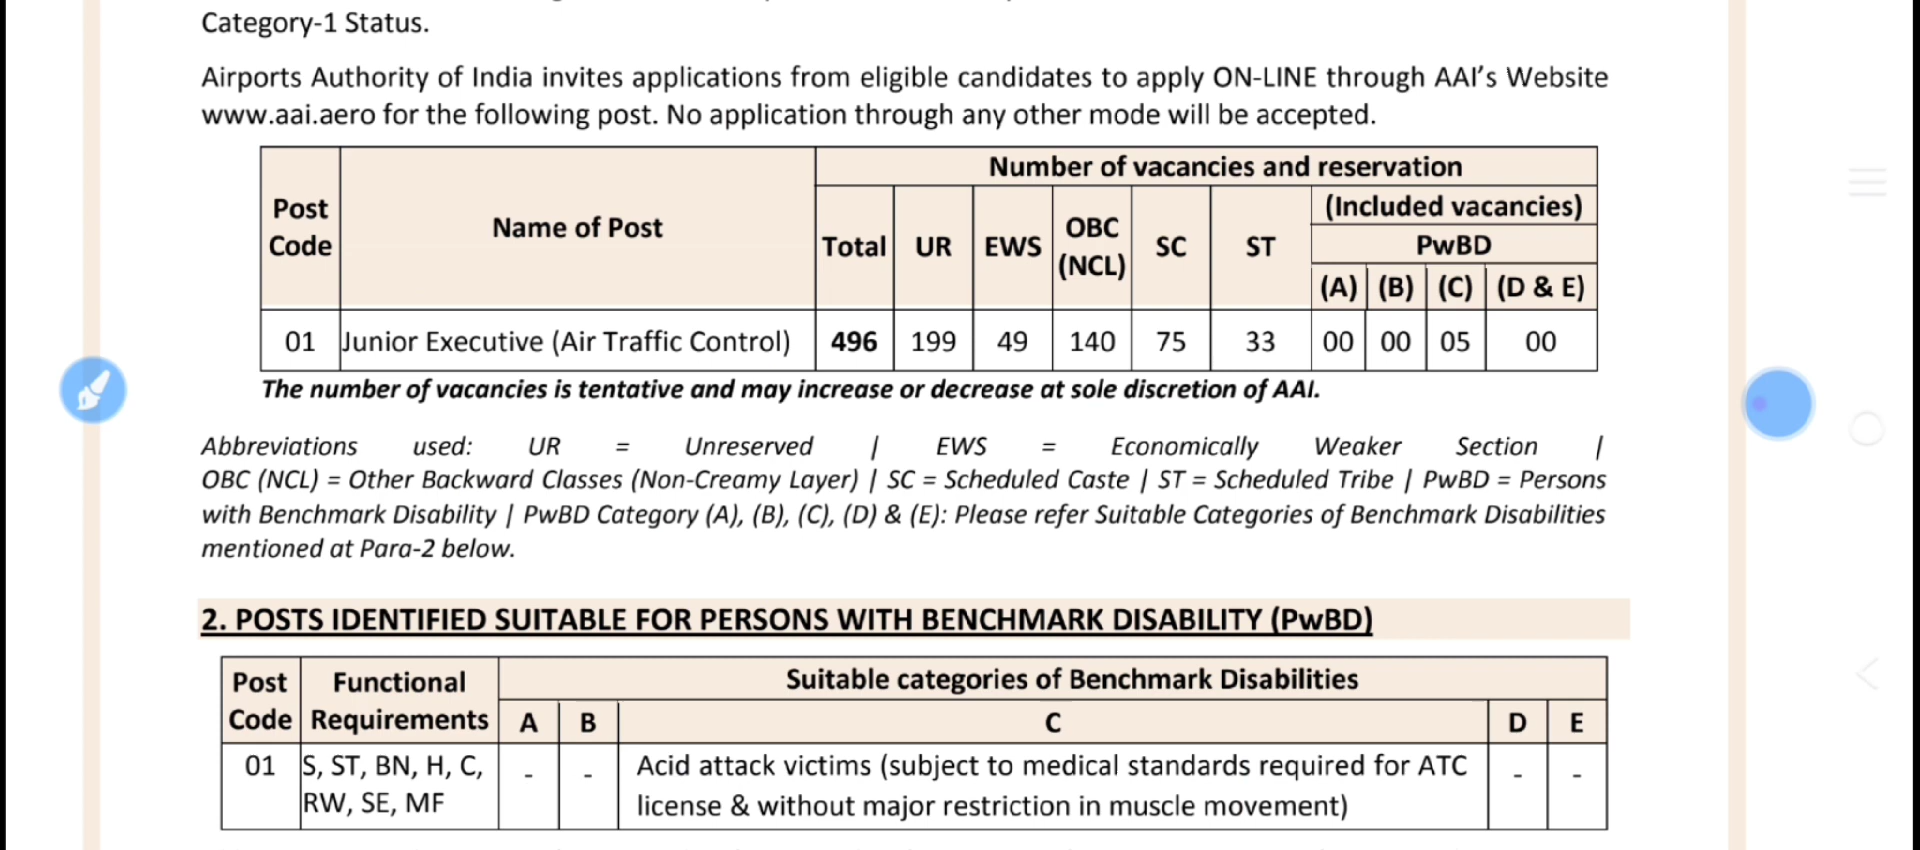 Category-1 Status.
Airports Authority of India invites applications from eligible candidates to apply ON-LINE through AAI's Website
www.aai.aero for the following post. No application through any other mode will be accepted.
Post Code
Name of Post
Number of vacancies and reservation
Total
UR
EWS
OBC (NCL)
SC
ST
(Included vacancies)
PwBD
(A) (B) (C) (D & E)
01 Junior Executive (Air Traffic Control) 496 199 49 140 75 33 00 00 05 00
The number of vacancies is tentative and may increase or decrease at sole discretion of AAI.
Abbreviations used: UR = Unreserved | EWS = Economically Weaker Section |
OBC (NCL) = Other Backward Classes (Non-Creamy Layer) | SC = Scheduled Caste | ST = Scheduled Tribe | PwBD = Persons
with Benchmark Disability | PwBD Category (A), (B), (C), (D) & (E): Please refer Suitable Categories of Benchmark Disabilities
mentioned at Para-2 below.
2. POSTS IDENTIFIED SUITABLE FOR PERSONS WITH BENCHMARK DISABILITY (PwBD)
Post Code
Functional Requirements
Suitable categories of Benchmark Disabilities
A B C D E
01
S, ST, BN, H, C,
RW, SE, MF
-
-
Acid attack victims (subject to medical standards required for ATC
license & without major restriction in muscle movement)
-
-